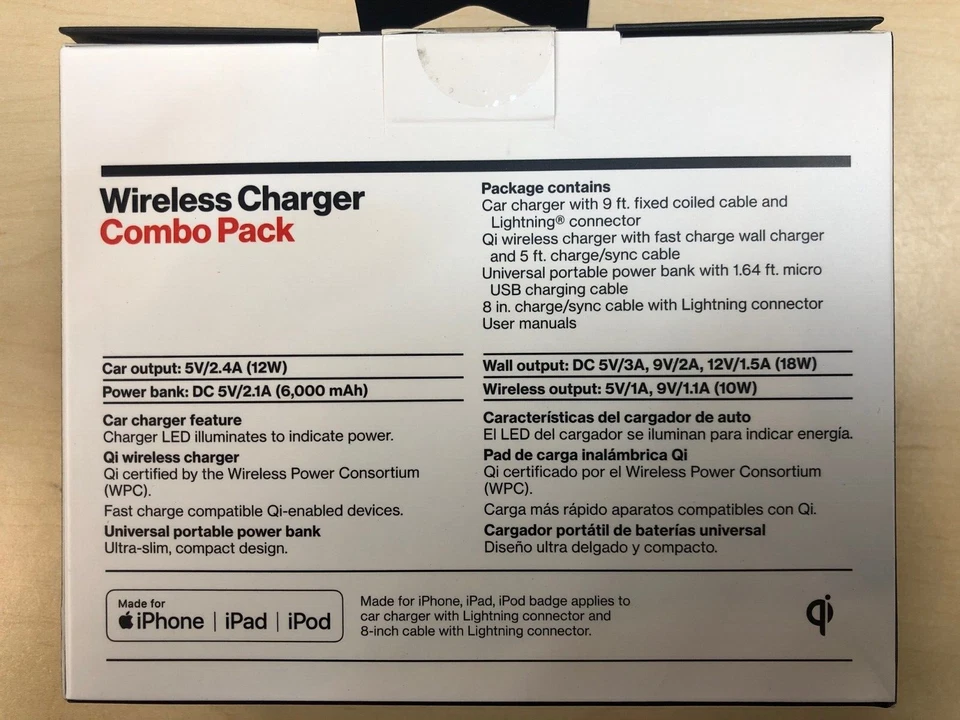 Wireless Charger
Combo Pack
Package contains
Car charger with 9 ft. fixed coiled cable and
Lightning® connector
Qi wireless charger with fast charge wall charger
and 5 ft. charge/sync cable
Universal portable power bank with 1.64 ft. micro
USB charging cable
8 in. charge/sync cable with Lightning connector
User manuals
Car output: 5V/2.4A (12W)
Power bank: DC 5V/2.1A (6,000 mAh)
Wall output: DC 5V/3A, 9V/2A, 12V/1.5A (18W)
Wireless output: 5V/1A, 9V/1.1A (10W)
Car charger feature
Charger LED illuminates to indicate power.
Qi wireless charger
Qi certified by the Wireless Power Consortium
(WPC).
Fast charge compatible Qi-enabled devices.
Universal portable power bank
Ultra-slim, compact design.
Características del cargador de auto
El LED del cargador se iluminan para indicar energía.
Pad de carga inalámbrica Qi
Qi certificado por el Wireless Power Consortium
(WPC).
Carga más rápido aparatos compatibles con Qi.
Cargador portátil de baterías universal
Diseño ultra delgado y compacto.
Made for
iPhone | iPad | iPod
Made for iPhone, iPad, iPod badge applies to
car charger with Lightning connector and
8-inch cable with Lightning connector.
qi